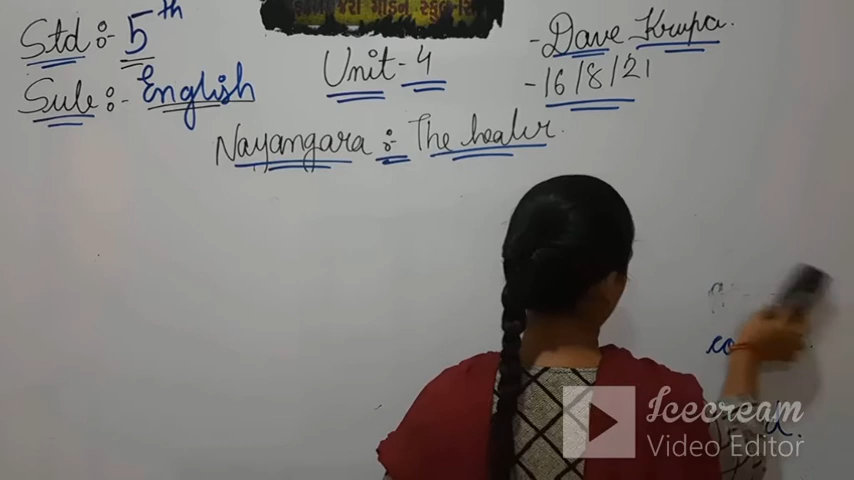 Std :- 5th
Sub :- English
Unit - 4
- Dave Krupa.
- 16/8/21
Nayangara :- The healer.
Icecream
Video Editor